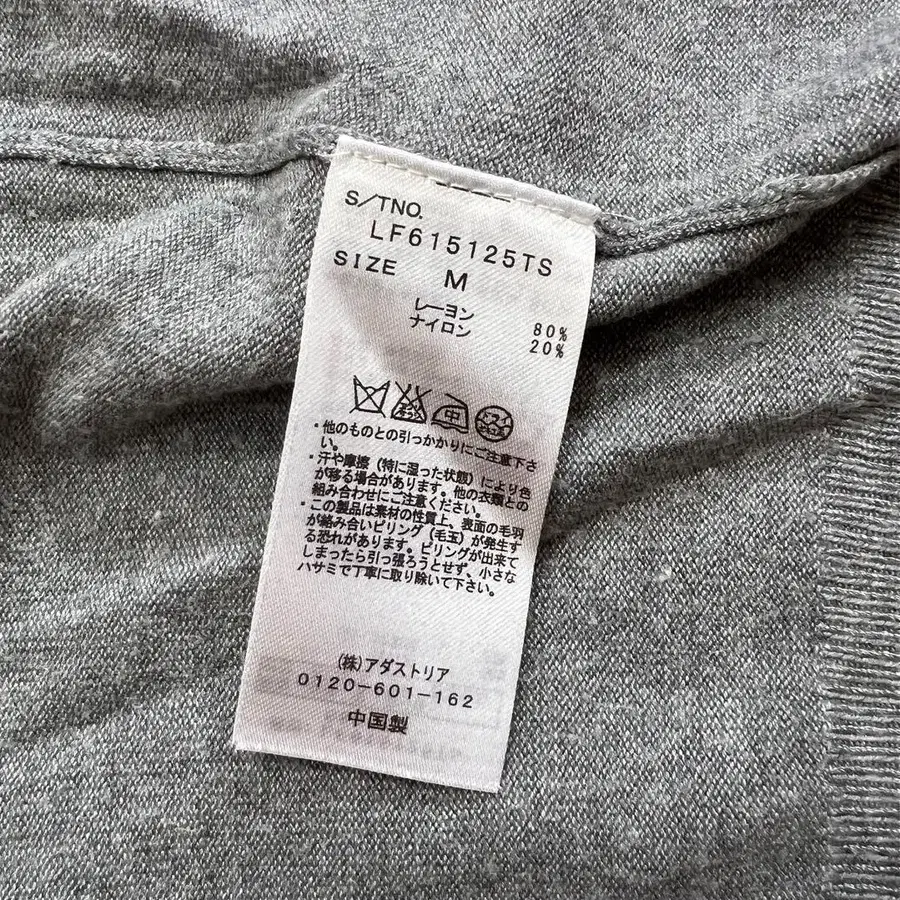 S/TNO.
LF615125TS
SIZE M
レーヨン 80%
ナイロン 20%
中
・他のものとの引っかかりにご注意下さ
い。
・汗や摩擦(特に湿った状態)により色
が移る場合があります。他の衣類との
組み合わせにご注意ください。
・この製品は素材の性質上、表面の毛羽
が絡み合いピリング(毛玉)が発生す
る恐れがあります。ピリングが出来て
しまったら引っ張ろうとせず、小さな
ハサミで丁寧に取り除いて下さい。
(株)アダストリア
0120-601-162
中国製